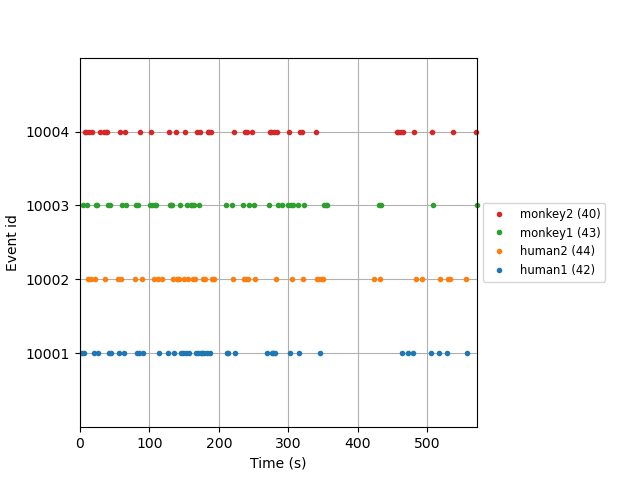 10004
10003
10002
10001
Event id
0 100 200 300 400 500
Time (s)
monkey2 (40)
monkey1 (43)
human2 (44)
human1 (42)